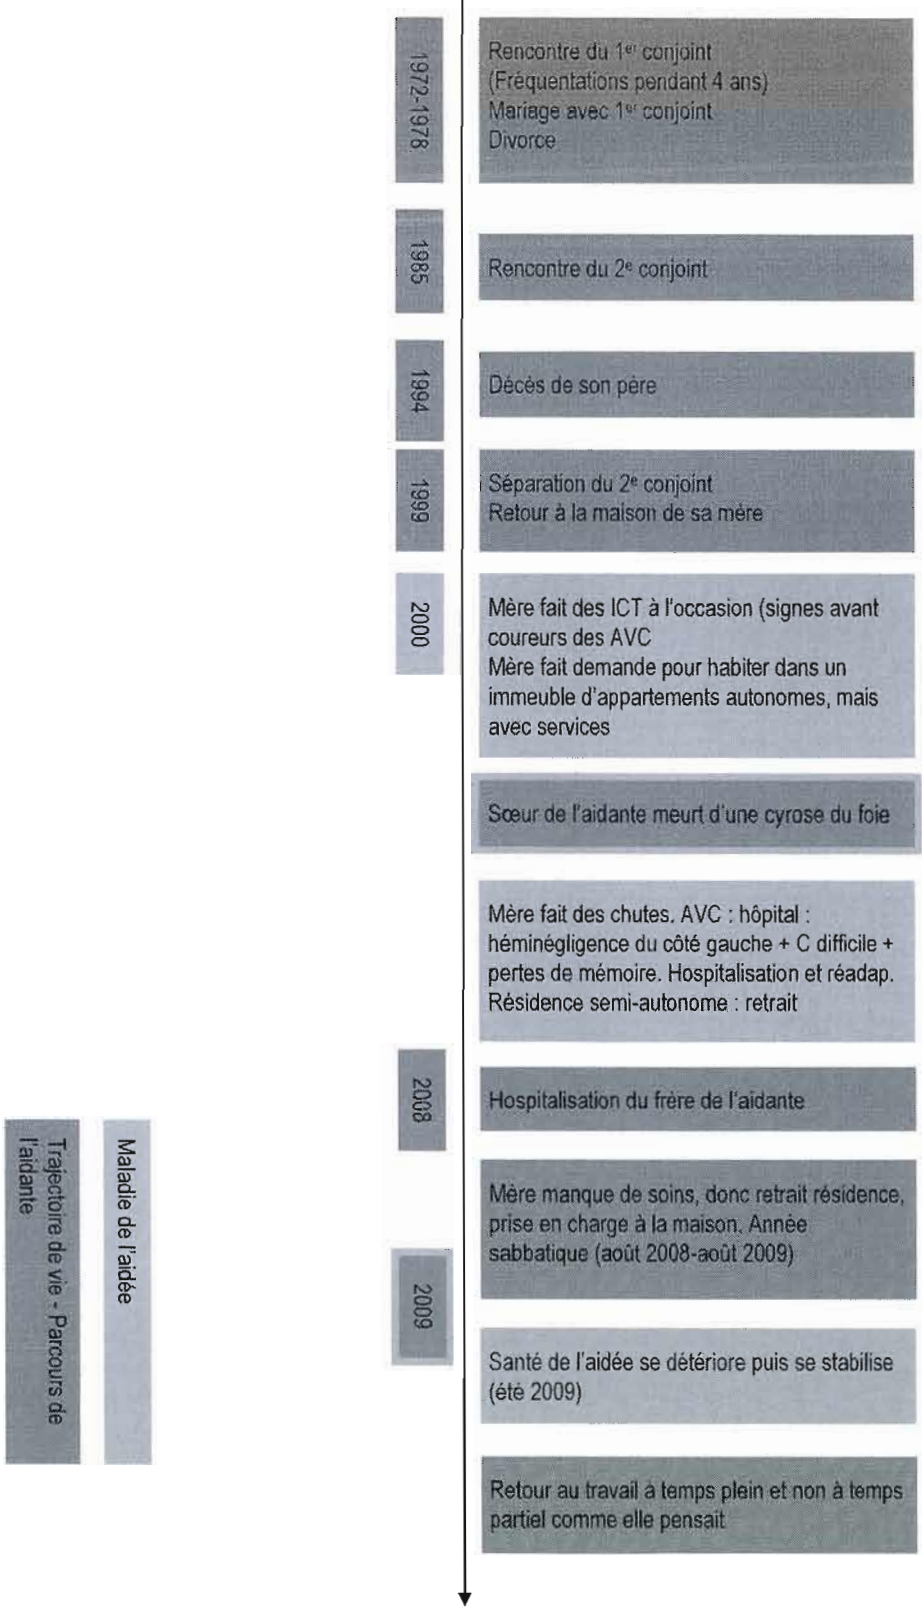 1972-1978
Rencontre du 1er conjoint
(Fréquentations pendant 4 ans)
Mariage avec 1er conjoint
Divorce
1985
Rencontre du 2e conjoint
1994
Décès de son père
1999
Séparation du 2e conjoint
Retour à la maison de sa mère
2000
Mère fait des ICT à l'occasion (signes avant
coureurs des AVC
Mère fait demande pour habiter dans un
immeuble d'appartements autonomes, mais
avec services
Sœur de l'aidante meurt d'une cyrose du foie
Mère fait des chutes. AVC : hôpital :
héminégligence du côté gauche + C difficile +
pertes de mémoire. Hospitalisation et réadap.
Résidence semi-autonome : retrait
2008
Hospitalisation du frère de l'aidante
Mère manque de soins, donc retrait résidence,
prise en charge à la maison. Année
sabbatique (août 2008-août 2009)
2009
Santé de l'aidée se détériore puis se stabilise
(été 2009)
Retour au travail à temps plein et non à temps
partiel comme elle pensait
Maladie de l'aidée
Trajectoire de vie - Parcours de
l'aidante